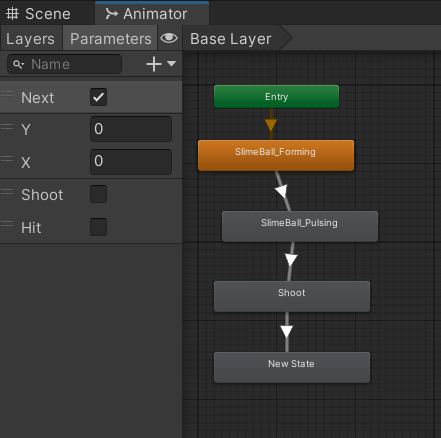 Scene Animator
Layers Parameters Base Layer
Name
Next
Y 0
X 0
Shoot
Hit
Entry
SlimeBall_Forming
SlimeBall_Pulsing
Shoot
New State